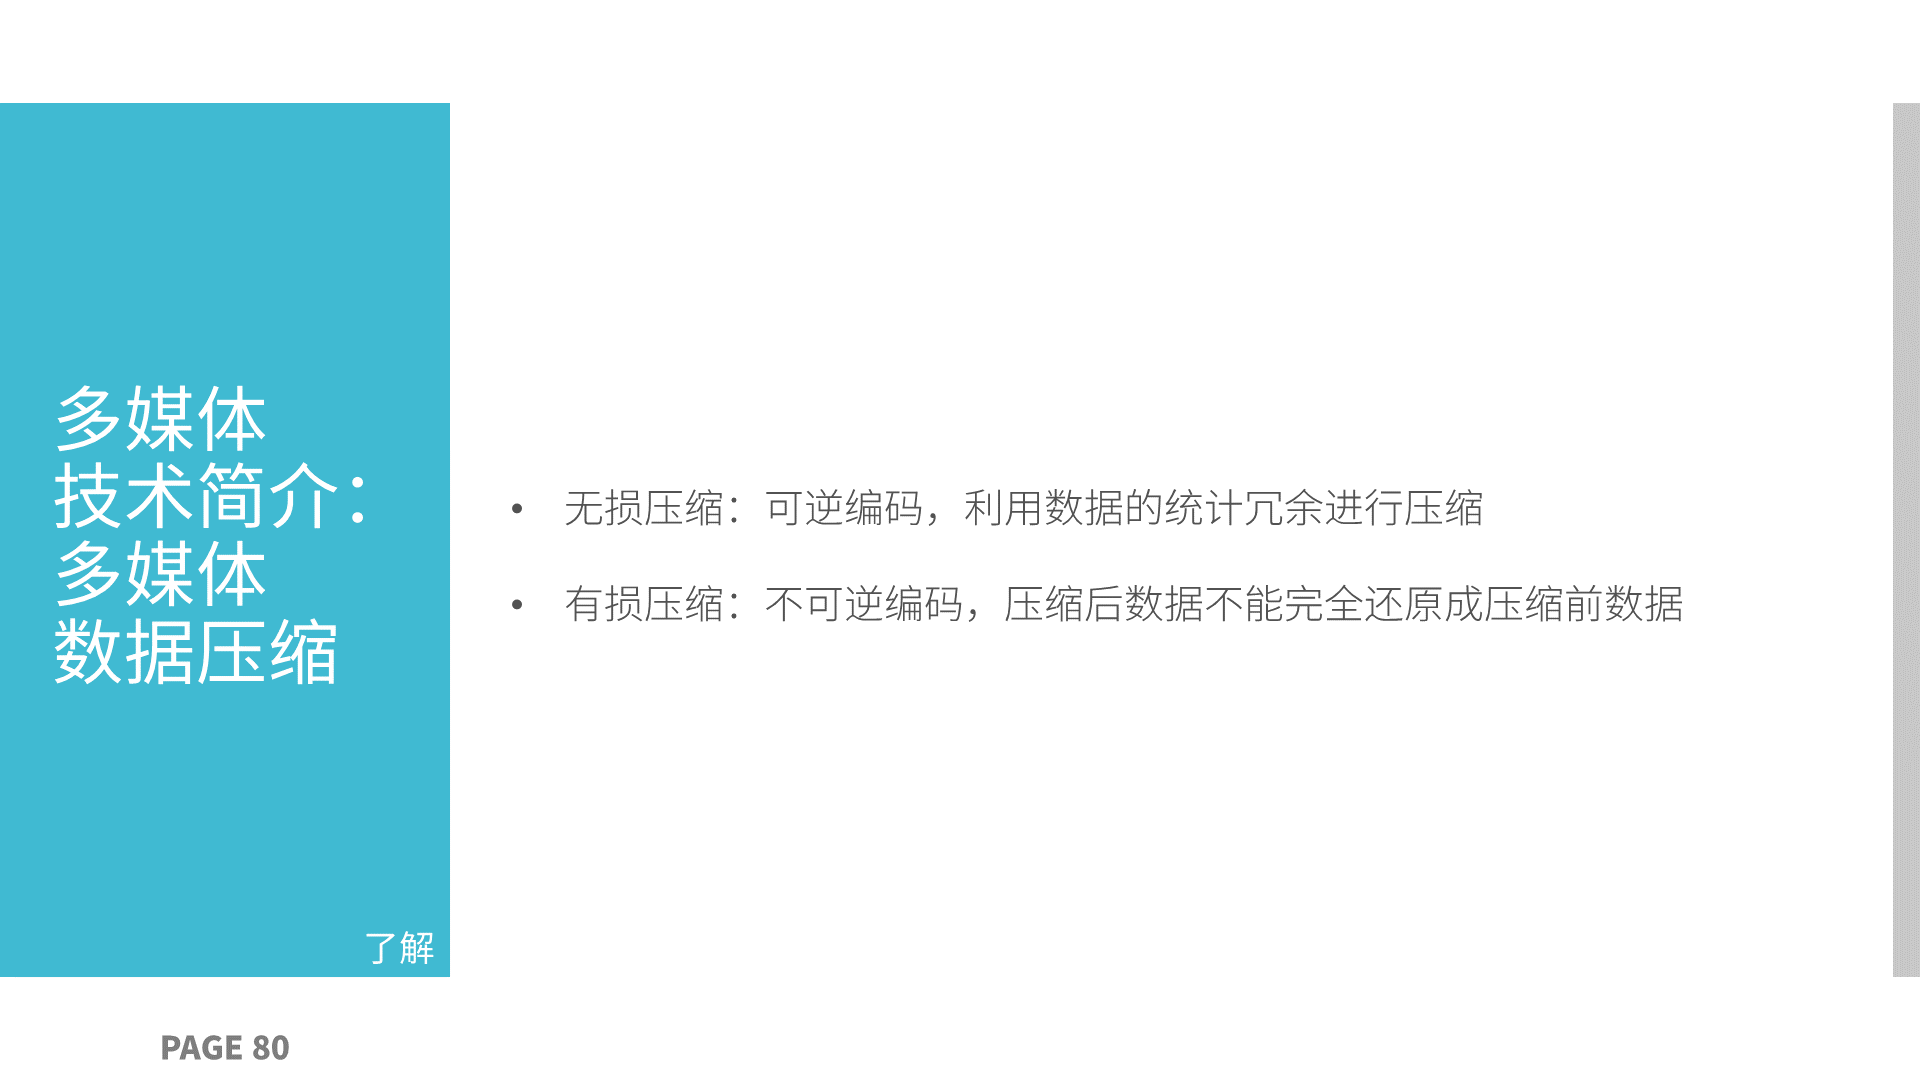 多媒体
技术简介：
多媒体
数据压缩
了解
• 无损压缩：可逆编码，利用数据的统计冗余进行压缩
• 有损压缩：不可逆编码，压缩后数据不能完全还原成压缩前数据
PAGE 80